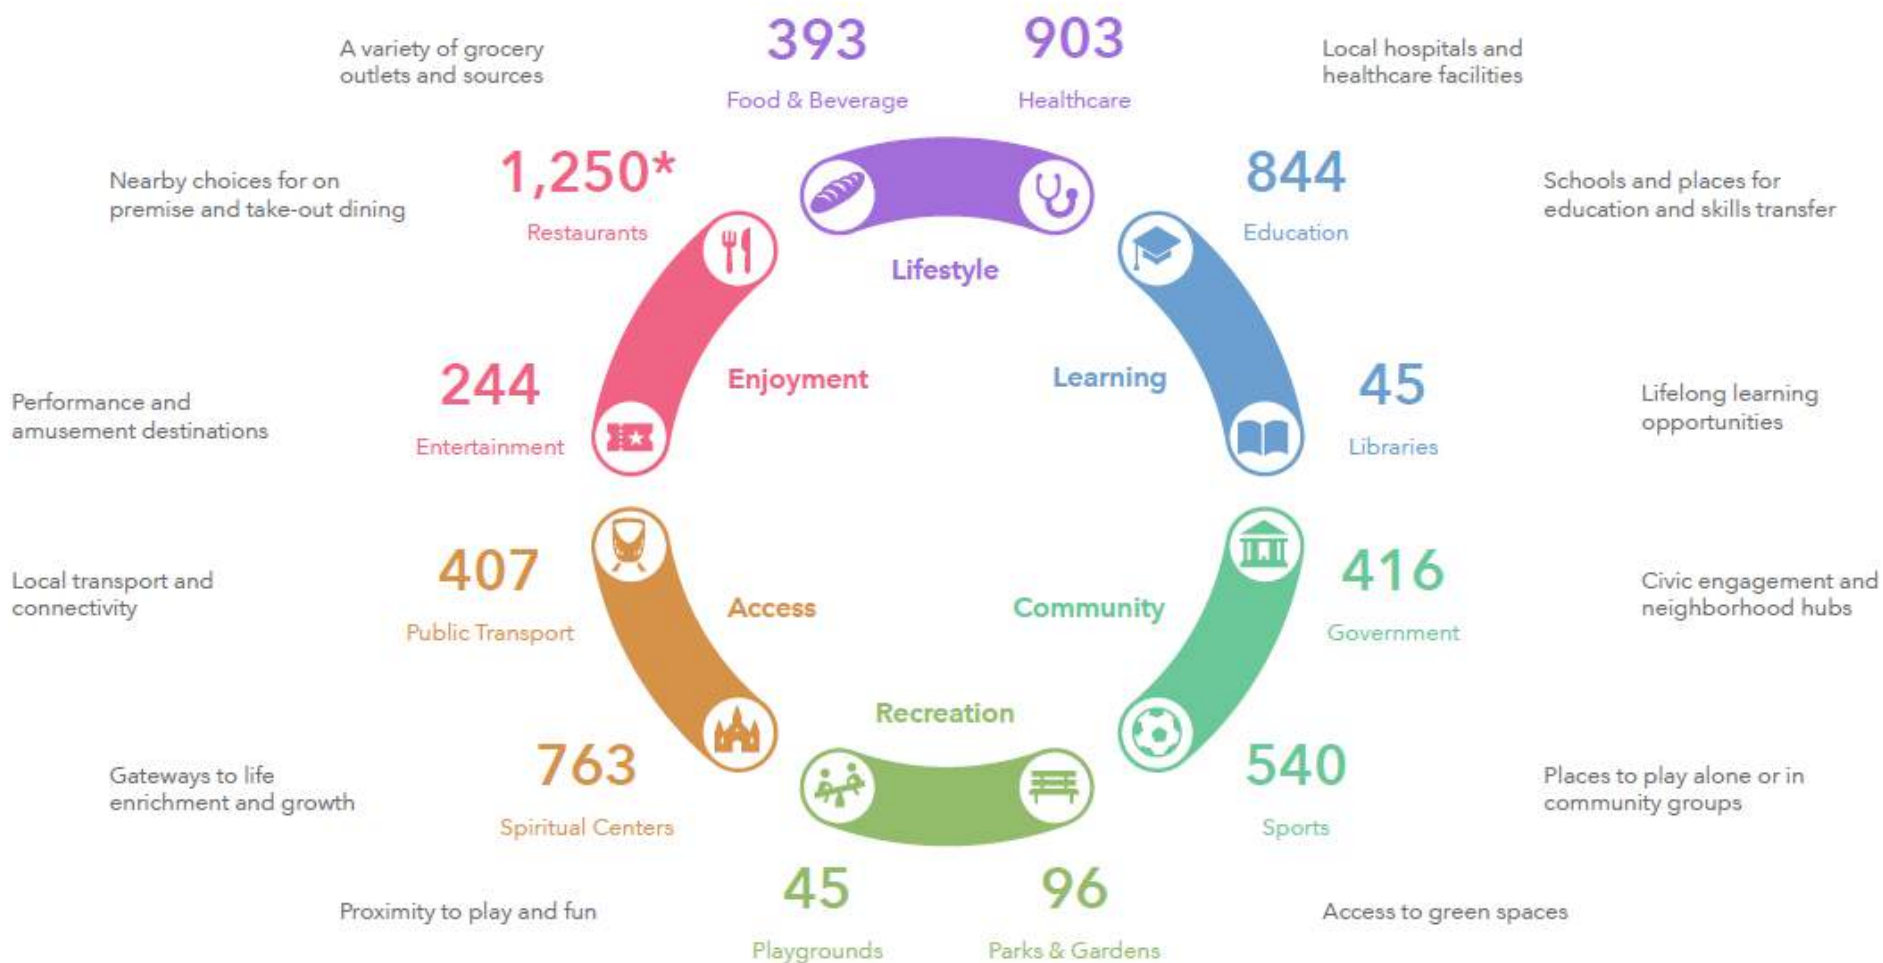 393
903
A variety of grocery
outlets and sources
Local hospitals and
healthcare facilities
Food & Beverage
Healthcare
1,250*
844
Nearby choices for on
premise and take-out dining
Schools and places for
education and skills transfer
Restaurants
Education
Lifestyle
244
Enjoyment
Learning
45
Performance and
amusement destinations
Lifelong learning
opportunities
Entertainment
Libraries
407
416
Local transport and
connectivity
Access
Community
Civic engagement and
neighborhood hubs
Public Transport
Government
Recreation
763
540
Gateways to life
enrichment and growth
Places to play alone or in
community groups
Spiritual Centers
Sports
45
96
Proximity to play and fun
Access to green spaces
Playgrounds
Parks & Gardens